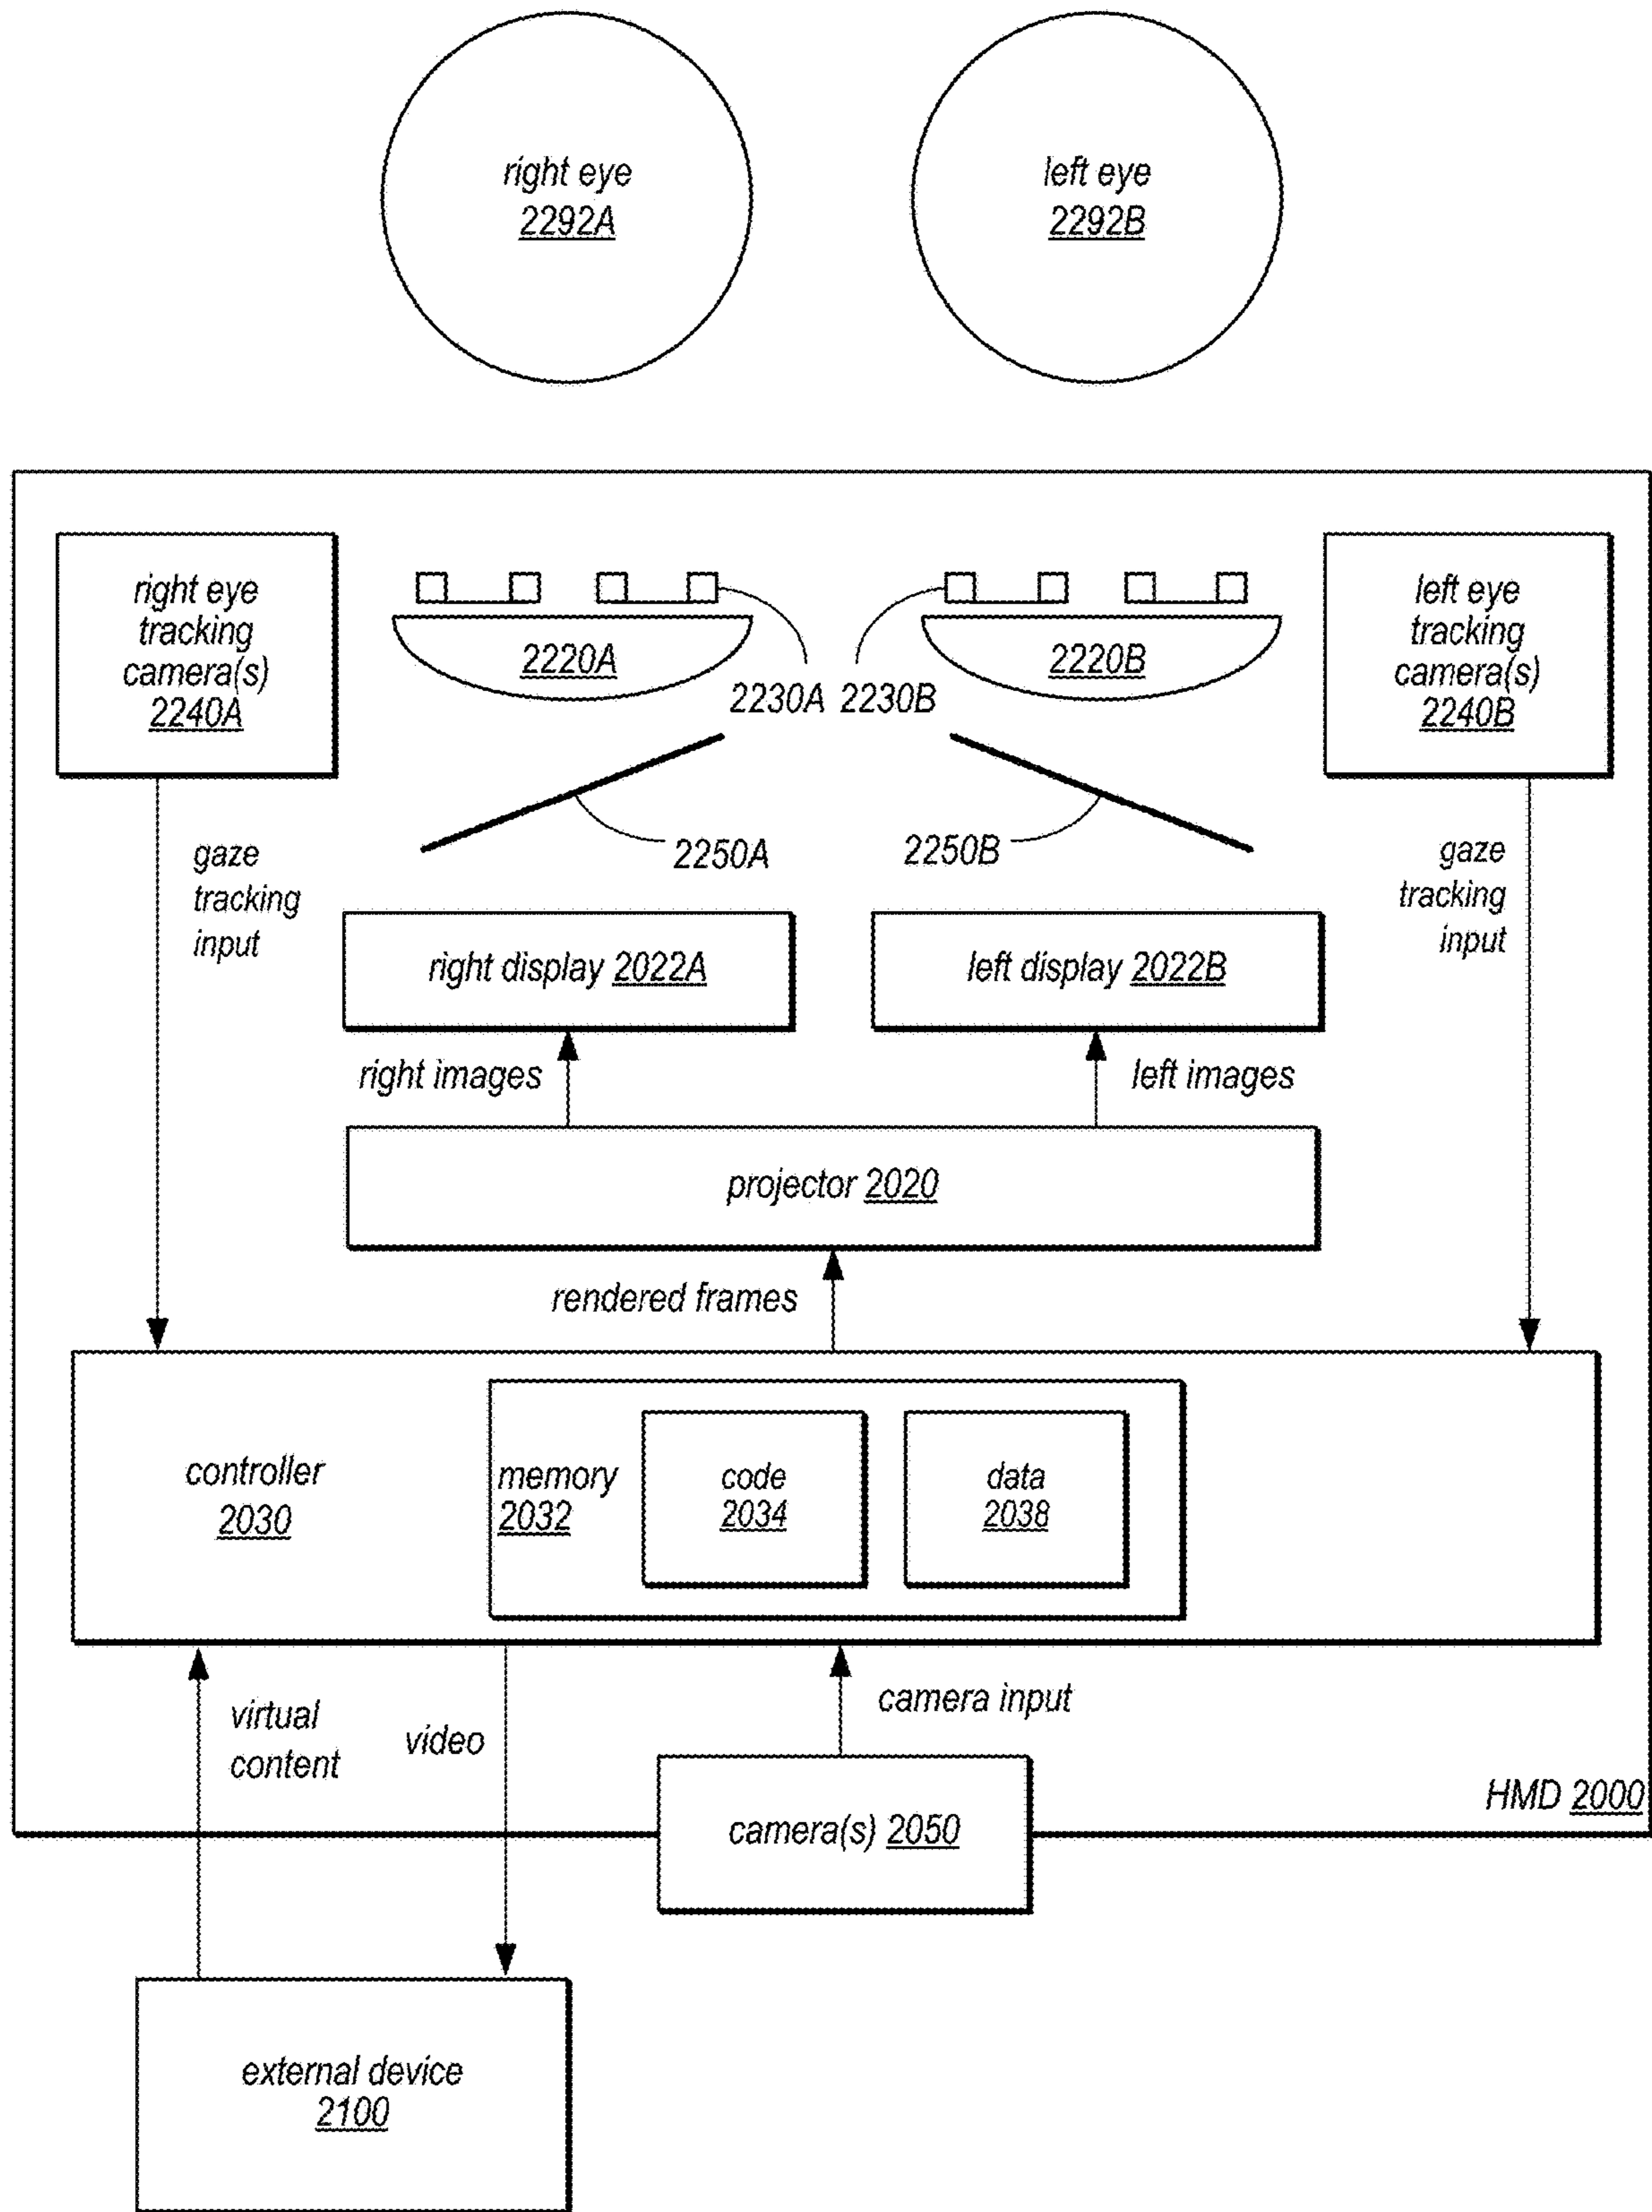 right eye
2292A
left eye
2292B
right eye
tracking
camera(s)
2240A
2220A
2230A
2230B
2220B
left eye
tracking
camera(s)
2240B
gaze
tracking
input
2250A
2250B
gaze
tracking
input
right display 2022A
left display 2022B
right images
left images
projector 2020
rendered frames
controller
2030
memory
2032
code
2034
data
2038
virtual
content
video
camera input
camera(s) 2050
HMD 2000
external device
2100